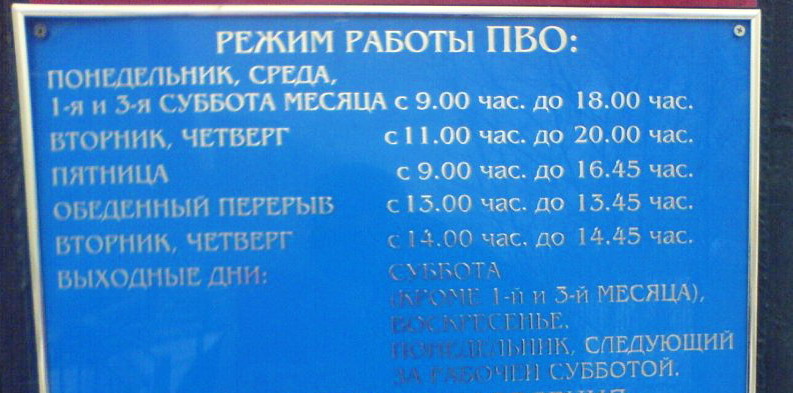 РЕЖИМ РАБОТЫ ПВО:
ПОНЕДЕЛЬНИК, СРЕДА,
1-я и 3-я СУББОТА МЕСЯЦА с 9.00 час. до 18.00 час.
ВТОРНИК, ЧЕТВЕРГ с 11.00 час. до 20.00 час.
ПЯТНИЦА с 9.00 час. до 16.45 час.
ОБЕДЕННЫЙ ПЕРЕРЫВ с 13.00 час. до 13.45 час.
ВТОРНИК, ЧЕТВЕРГ с 14.00 час. до 14.45 час.
ВЫХОДНЫЕ ДНИ: СУББОТА
(КРОМЕ 1-й и 3-й МЕСЯЦА),
ВОСКРЕСЕНЬЕ.
ПОНЕДЕЛЬНИК, СЛЕДУЮЩИЙ
ЗА РАБОЧЕЙ СУББОТОЙ.